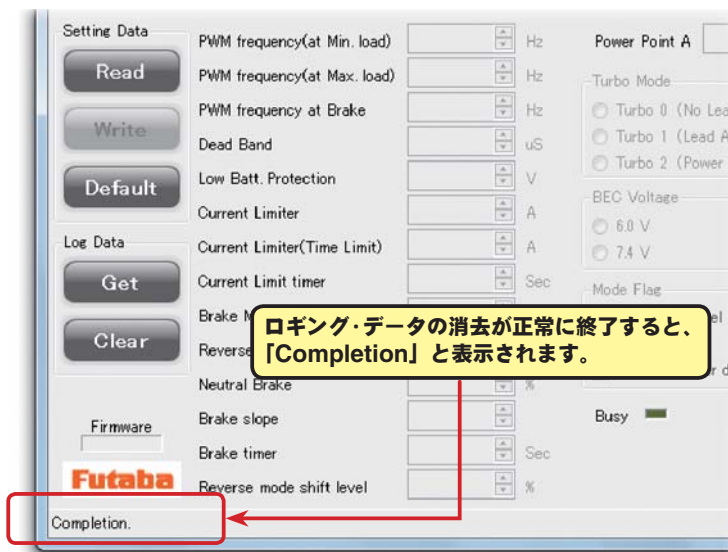 Setting Data
Read
Write
Default
Log Data
Get
Clear
Firmware
Futaba
PWM frequency(at Min. load)
Hz
PWM frequency(at Max. load)
Hz
PWM frequency at Brake
Hz
Dead Band
uS
Low Batt. Protection
V
Current Limiter
A
Current Limiter(Time Limit)
A
Current Limit timer
Sec
Brake
Reverse
Neutral Brake
%
Brake slope
Brake timer
Sec
Reverse mode shift level
%
Power Point A
Turbo Mode
Turbo 0 (No Lea
Turbo 1 (Lead A
Turbo 2 (Power
BEC Voltage
6.0 V
7.4 V
Mode Flag
Busy
ロギング・データの消去が正常に終了すると、
「Completion」と表示されます。
Completion.